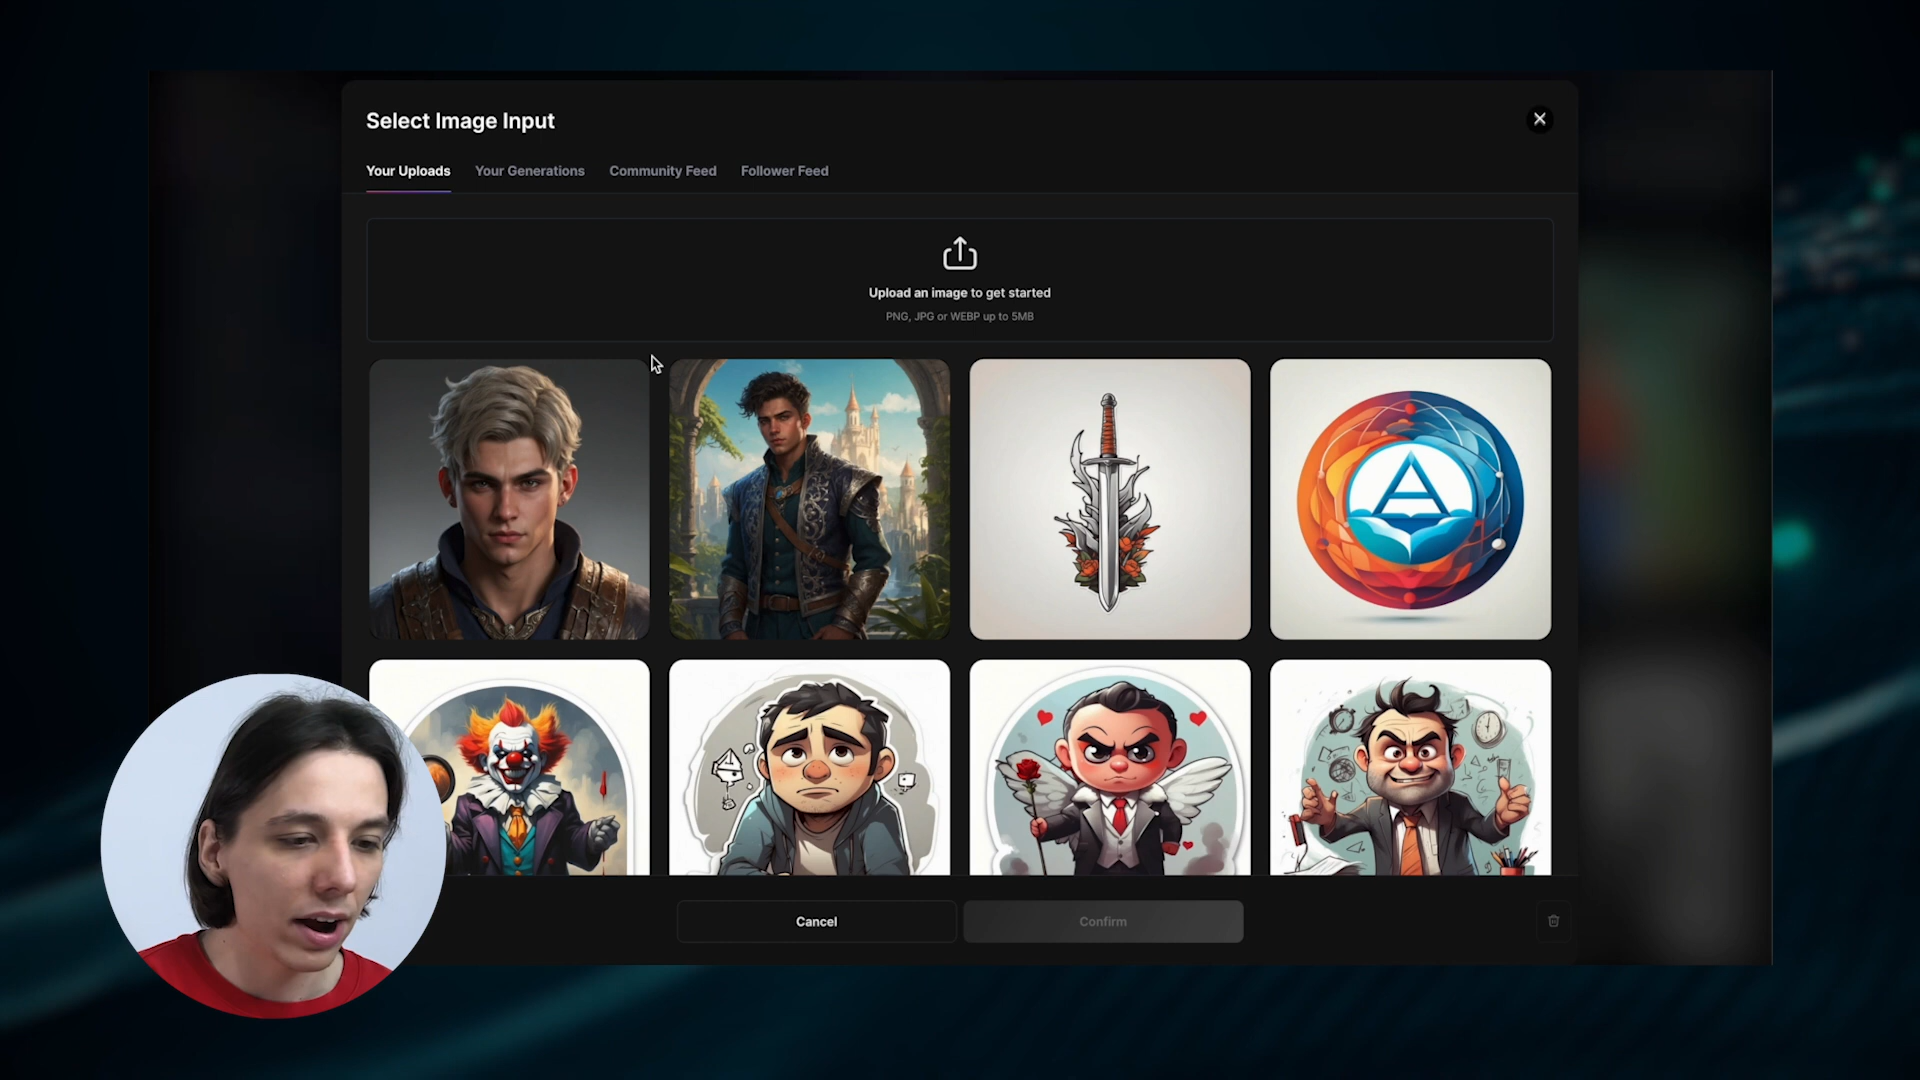 Select Image Input
Your Uploads Your Generations Community Feed Follower Feed
Upload an image to get started
PNG, JPG or WEBP up to 5MB
Cancel Confirm